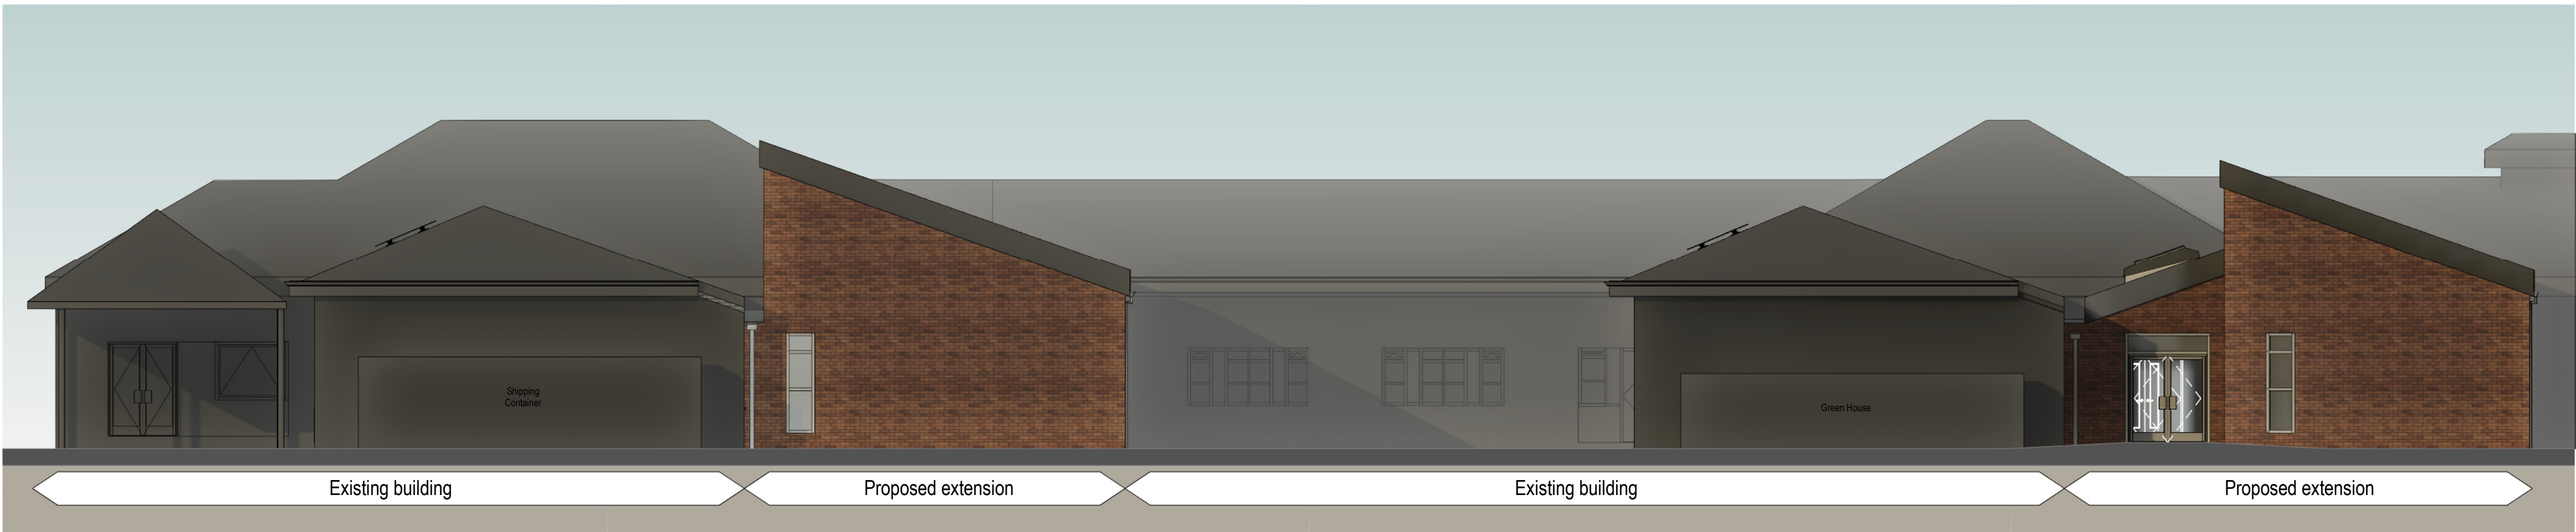 Shipping
Container
Green House
Existing building
Proposed extension
Existing building
Proposed extension